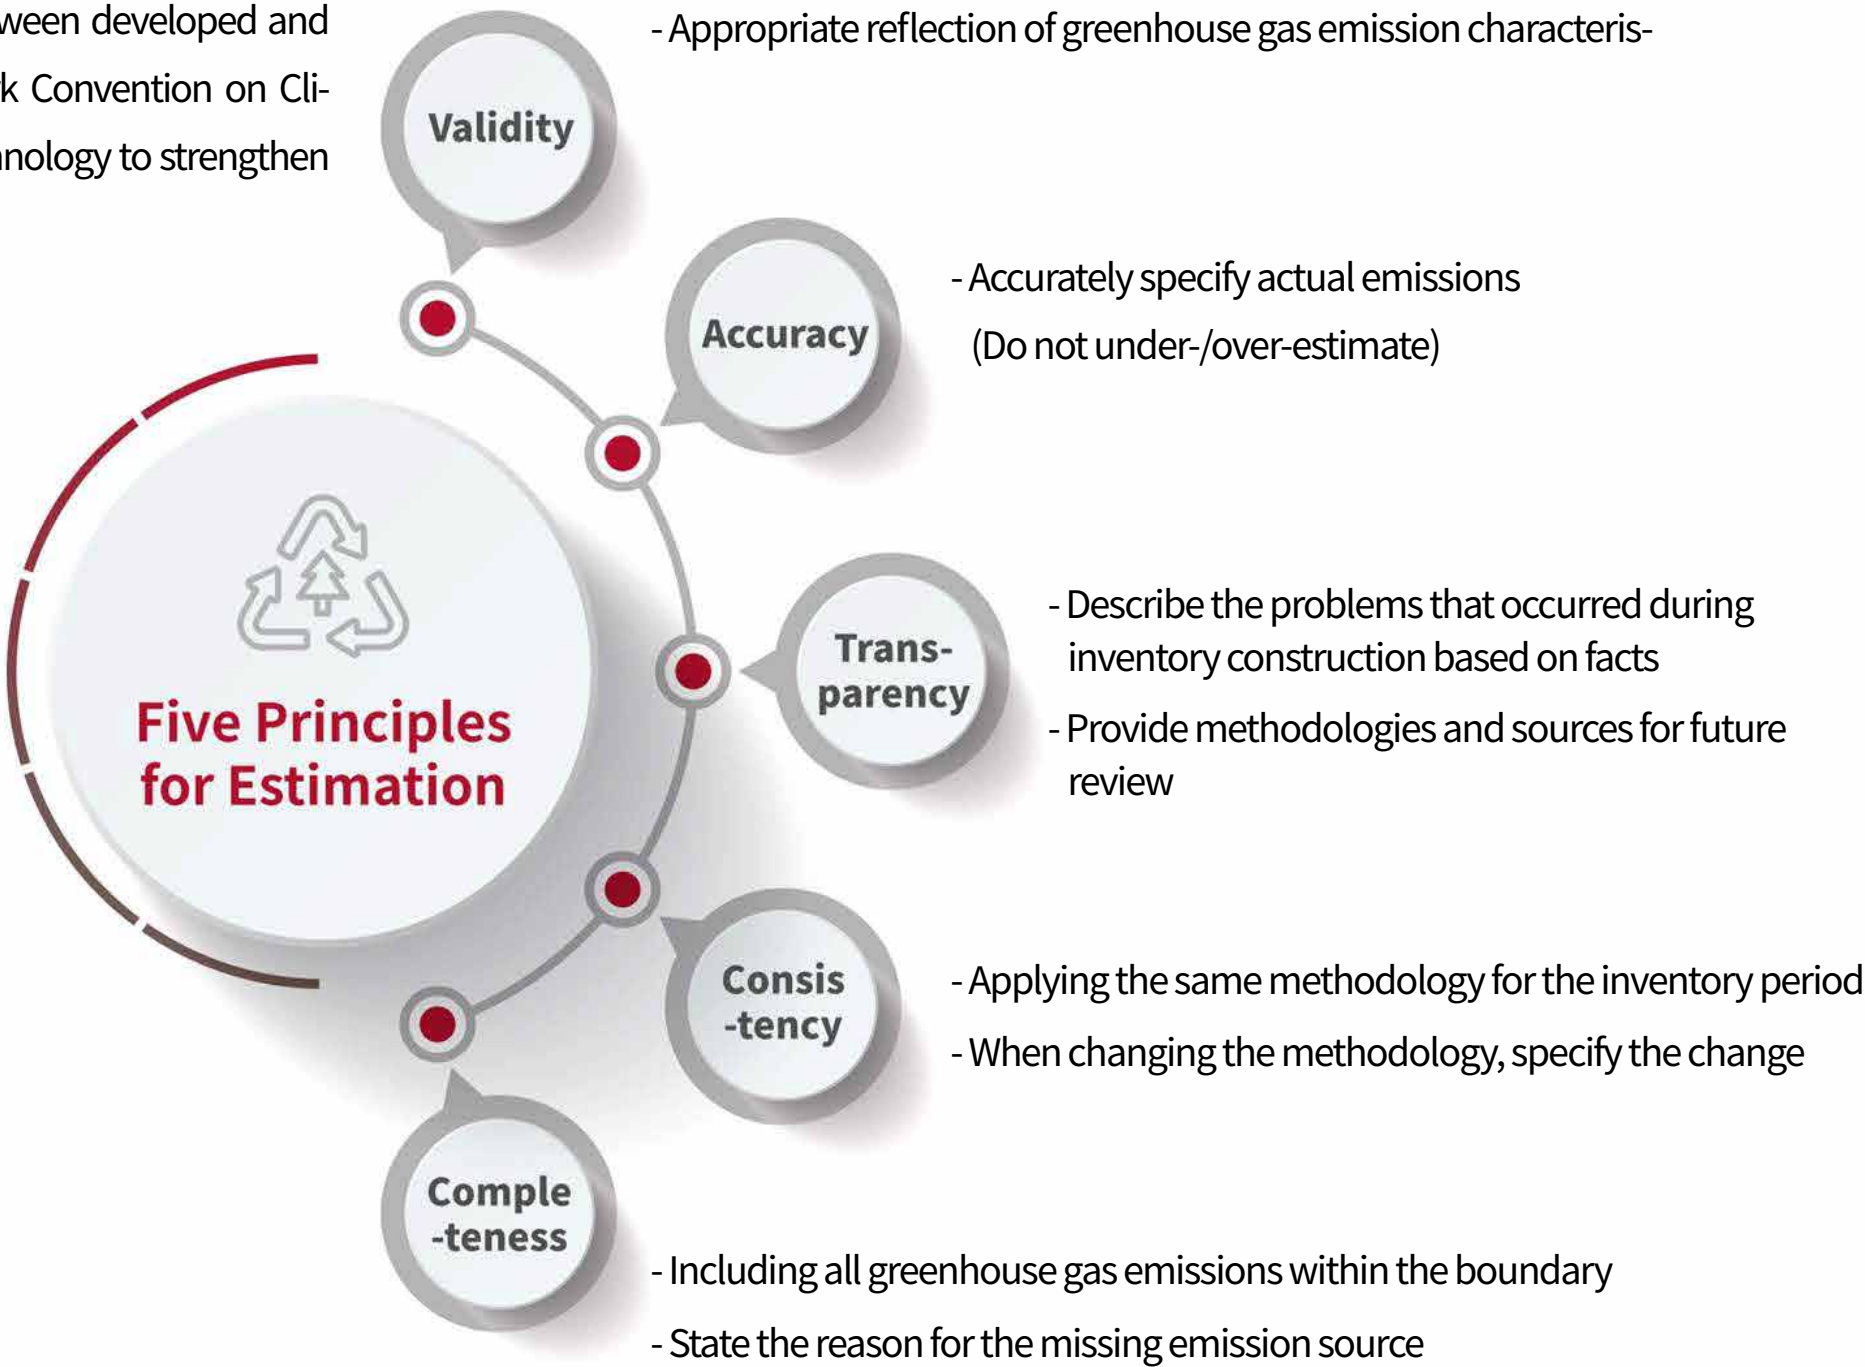 ween developed and
k Convention on Cli-
nology to strengthen
Validity
- Appropriate reflection of greenhouse gas emission characteris-
Accuracy
- Accurately specify actual emissions
(Do not under-/over-estimate)
Five Principles
for Estimation
Trans-
parency
- Describe the problems that occurred during
inventory construction based on facts
- Provide methodologies and sources for future
review
Consis
-tency
- Applying the same methodology for the inventory period
- When changing the methodology, specify the change
Comple
-teness
- Including all greenhouse gas emissions within the boundary
- State the reason for the missing emission source